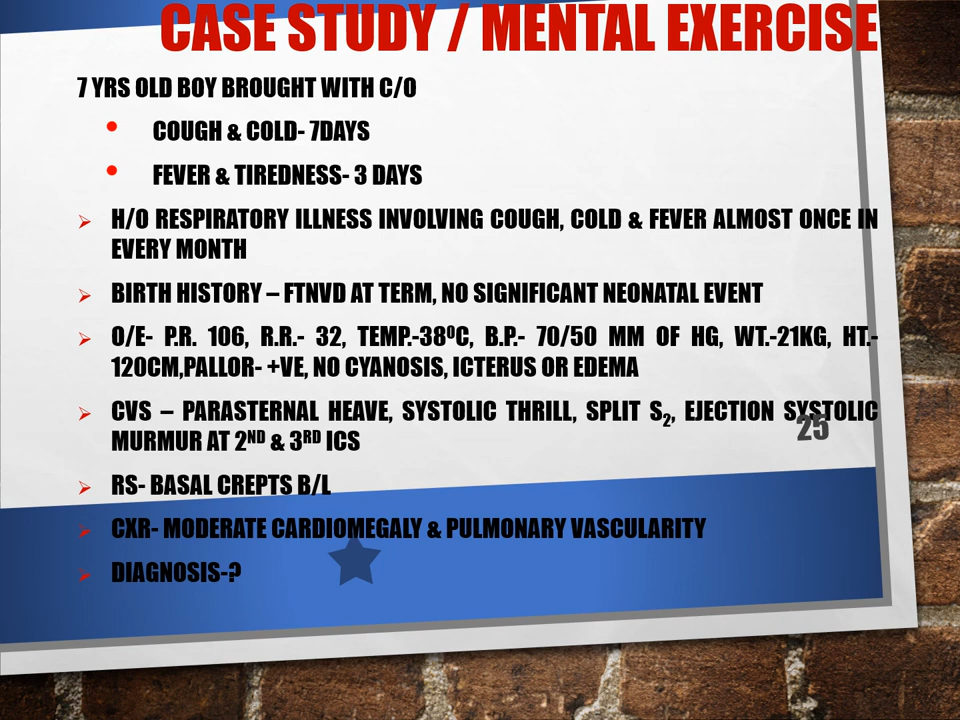 CASE STUDY / MENTAL EXERCISE
7 YRS OLD BOY BROUGHT WITH C/O
• COUGH & COLD- 7DAYS
• FEVER & TIREDNESS- 3 DAYS
➢ H/O RESPIRATORY ILLNESS INVOLVING COUGH, COLD & FEVER ALMOST ONCE IN
EVERY MONTH
➢ BIRTH HISTORY – FTNVD AT TERM, NO SIGNIFICANT NEONATAL EVENT
➢ O/E- P.R. 106, R.R.- 32, TEMP.-38⁰C, B.P.- 70/50 MM OF HG, WT.-21KG, HT.-
120CM,PALLOR- +VE, NO CYANOSIS, ICTERUS OR EDEMA
➢ CVS – PARASTERNAL HEAVE, SYSTOLIC THRILL, SPLIT S₂, EJECTION SYSTOLIC
MURMUR AT 2ᴺᴰ & 3ᴿᴰ ICS
25
➢ RS- BASAL CREPTS B/L
➢ CXR- MODERATE CARDIOMEGALY & PULMONARY VASCULARITY
➢ DIAGNOSIS-?